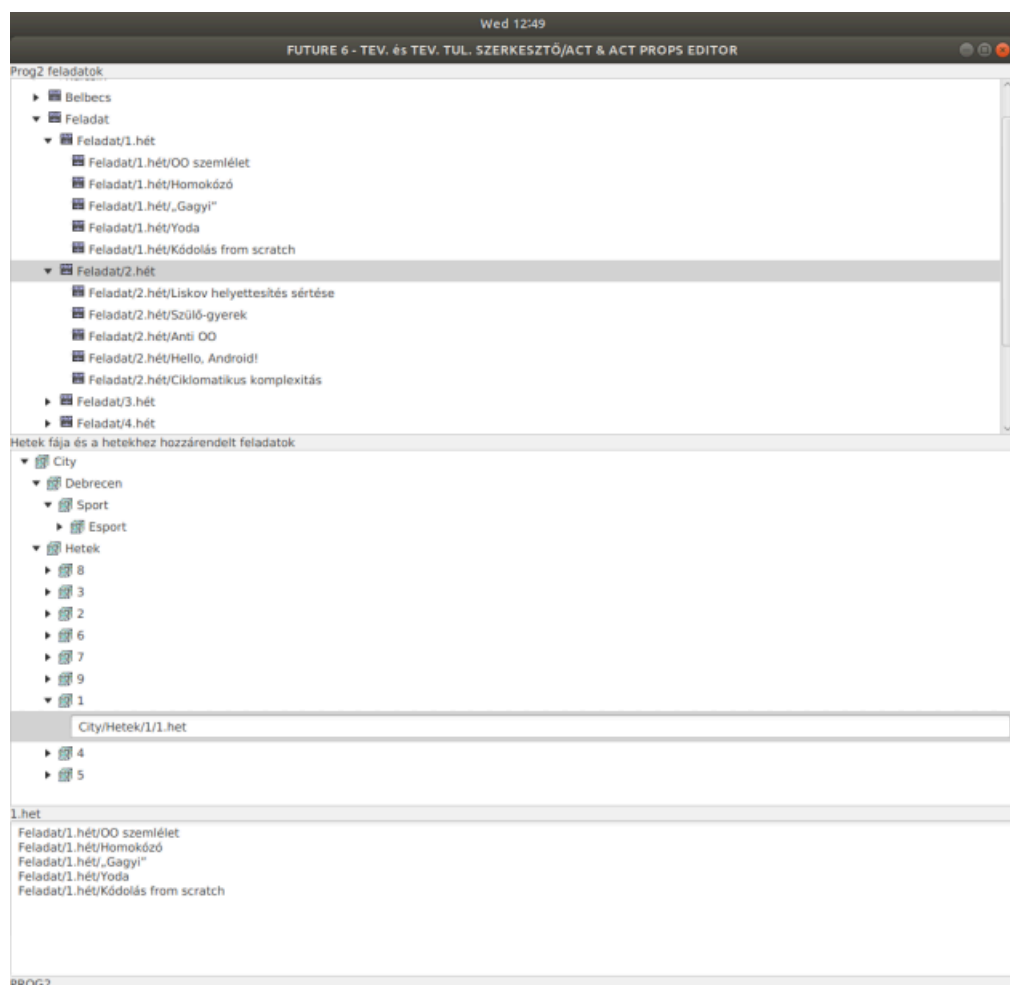 Wed 12:49
FUTURE 6 - TEV. és TEV. TUL. SZERKESZTŐ/ACT & ACT PROPS EDITOR
Prog2 feladatok
Belbecs
Feladat
Feladat/1.hét
Feladat/1.hét/OO szemlélet
Feladat/1.hét/Homokózó
Feladat/1.hét/„Gagyi”
Feladat/1.hét/Yoda
Feladat/1.hét/Kódolás from scratch
Feladat/2.hét
Feladat/2.hét/Liskov helyettesítés sértése
Feladat/2.hét/Szülő-gyerek
Feladat/2.hét/Anti OO
Feladat/2.hét/Hello, Android!
Feladat/2.hét/Ciklomatikus komplexitás
Feladat/3.hét
Feladat/4.hét
Hetek fája és a hetekhez hozzárendelt feladatok
City
Debrecen
Sport
Esport
Hetek
8
3
2
6
7
9
1
City/Hetek/1/1.het
4
5
1.het
Feladat/1.hét/OO szemlélet
Feladat/1.hét/Homokózó
Feladat/1.hét/„Gagyi”
Feladat/1.hét/Yoda
Feladat/1.hét/Kódolás from scratch
PROG2